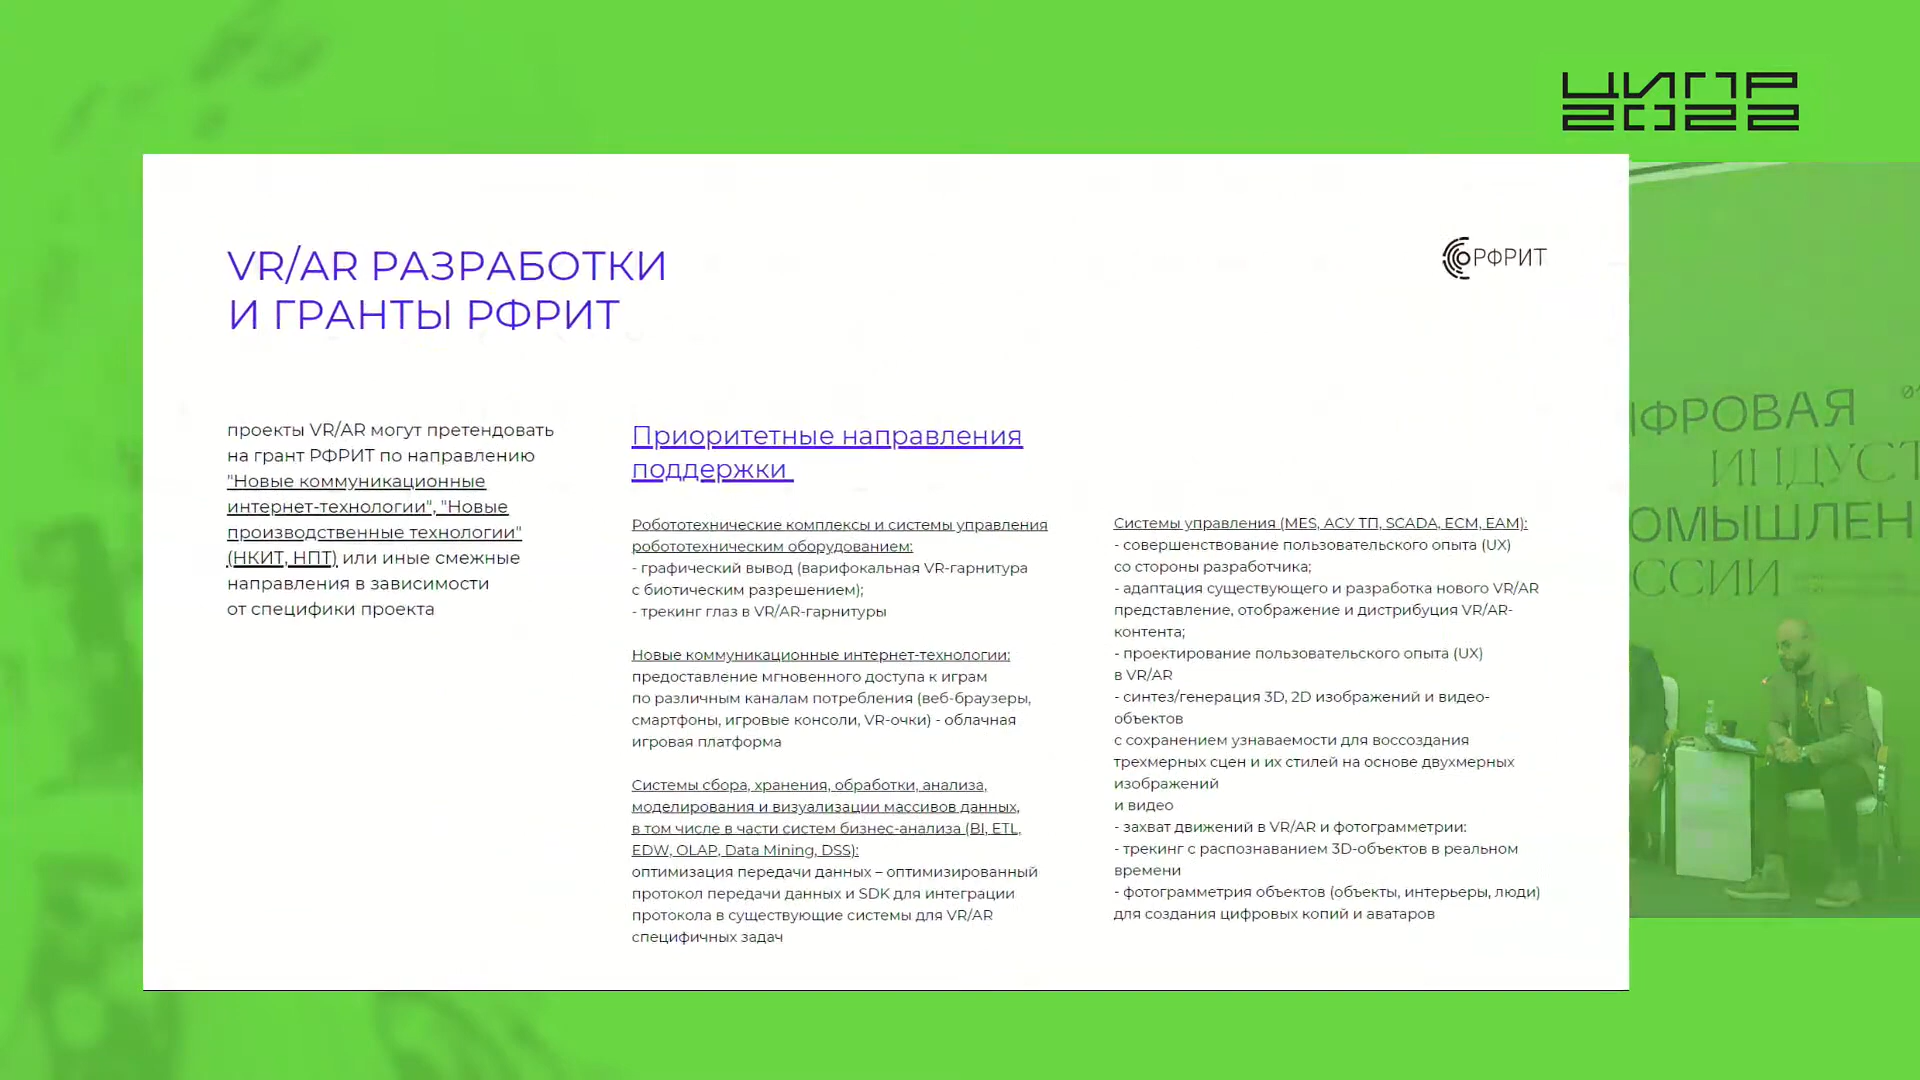 ЦИПР
2022
VR/AR РАЗРАБОТКИ
И ГРАНТЫ РФРИТ
РФРИТ
проекты VR/AR могут претендовать
на грант РФРИТ по направлению
"Новые коммуникационные
интернет-технологии", "Новые
производственные технологии"
(НКИТ, НПТ) или иные смежные
направления в зависимости
от специфики проекта
Приоритетные направления
поддержки
Робототехнические комплексы и системы управления
робототехническим оборудованием:
- графический вывод (варифокальная VR-гарнитура
с биотическим разрешением);
- трекинг глаз в VR/AR-гарнитуры
Новые коммуникационные интернет-технологии:
предоставление мгновенного доступа к играм
по различным каналам потребления (веб-браузеры,
смартфоны, игровые консоли, VR-очки) - облачная
игровая платформа
Системы сбора, хранения, обработки, анализа,
моделирования и визуализации массивов данных,
в том числе в части систем бизнес-анализа (BI, ETL,
EDW, OLAP, Data Mining, DSS):
оптимизация передачи данных – оптимизированный
протокол передачи данных и SDK для интеграции
протокола в существующие системы для VR/AR
специфичных задач
Системы управления (MES, АСУ ТП, SCADA, ECM, EAM):
- совершенствование пользовательского опыта (UX)
со стороны разработчика;
- адаптация существующего и разработка нового VR/AR
представление, отображение и дистрибуция VR/AR-
контента;
- проектирование пользовательского опыта (UX)
в VR/AR
- синтез/генерация 3D, 2D изображений и видео-
объектов
с сохранением узнаваемости для воссоздания
трехмерных сцен и их стилей на основе двухмерных
изображений
и видео
- захват движений в VR/AR и фотограмметрии:
- трекинг с распознаванием 3D-объектов в реальном
времени
- фотограмметрия объектов (объекты, интерьеры, люди)
для создания цифровых копий и аватаров
ИФРОВАЯ
ИНДУСТ
ОМЫШЛЕН
ССИИ